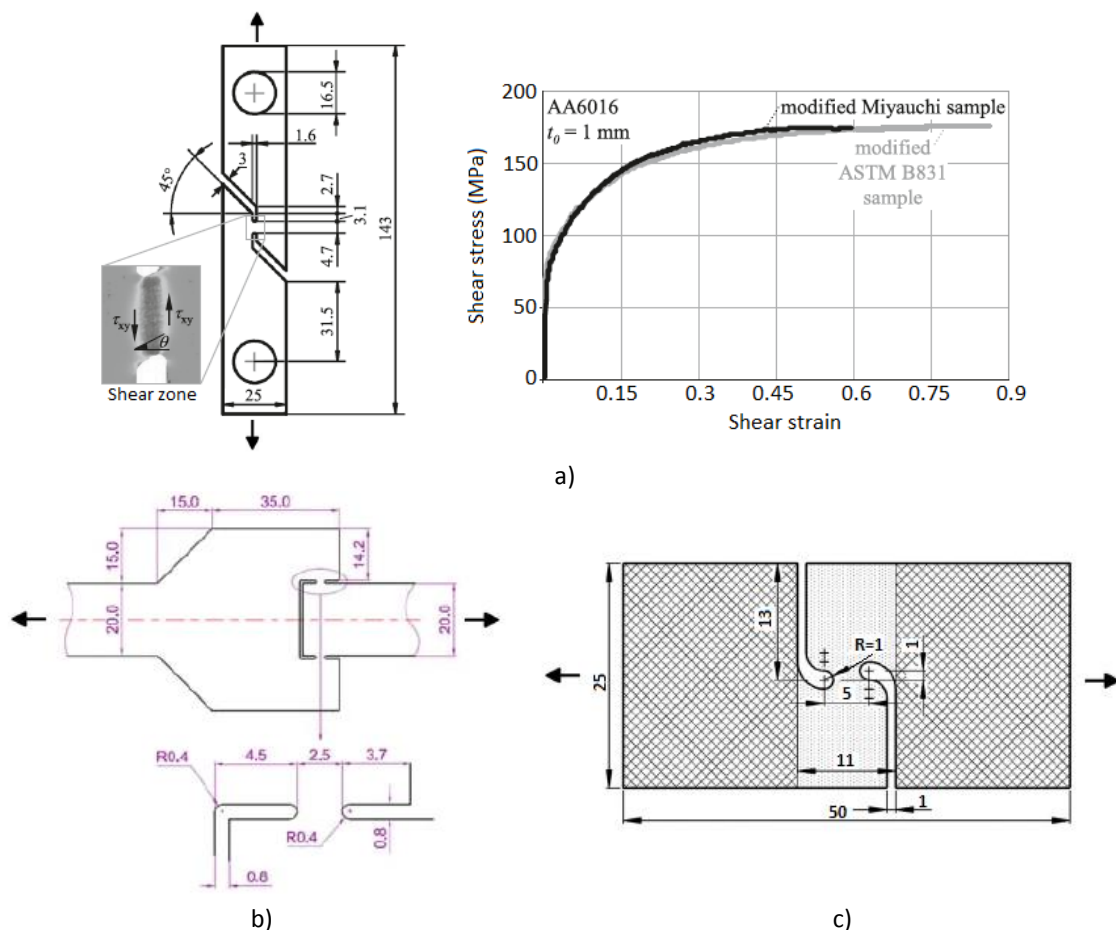 16.5
1.6
45°
3
2.7
3.1
4.7
143
31.5
25
τxy
τxy
θ
Shear zone
200
150
100
50
0
Shear stress (MPa)
AA6016
t0 = 1 mm
modified Miyauchi sample
modified
ASTM B831
sample
0.15
0.3
0.45
0.6
0.75
0.9
Shear strain
a)
15.0
35.0
15.0
14.2
20.0
20.0
R0.4
4.5
2.5
3.7
R0.4
0.8
0.8
b)
25
13
R=1
1
5
11
50
1
c)